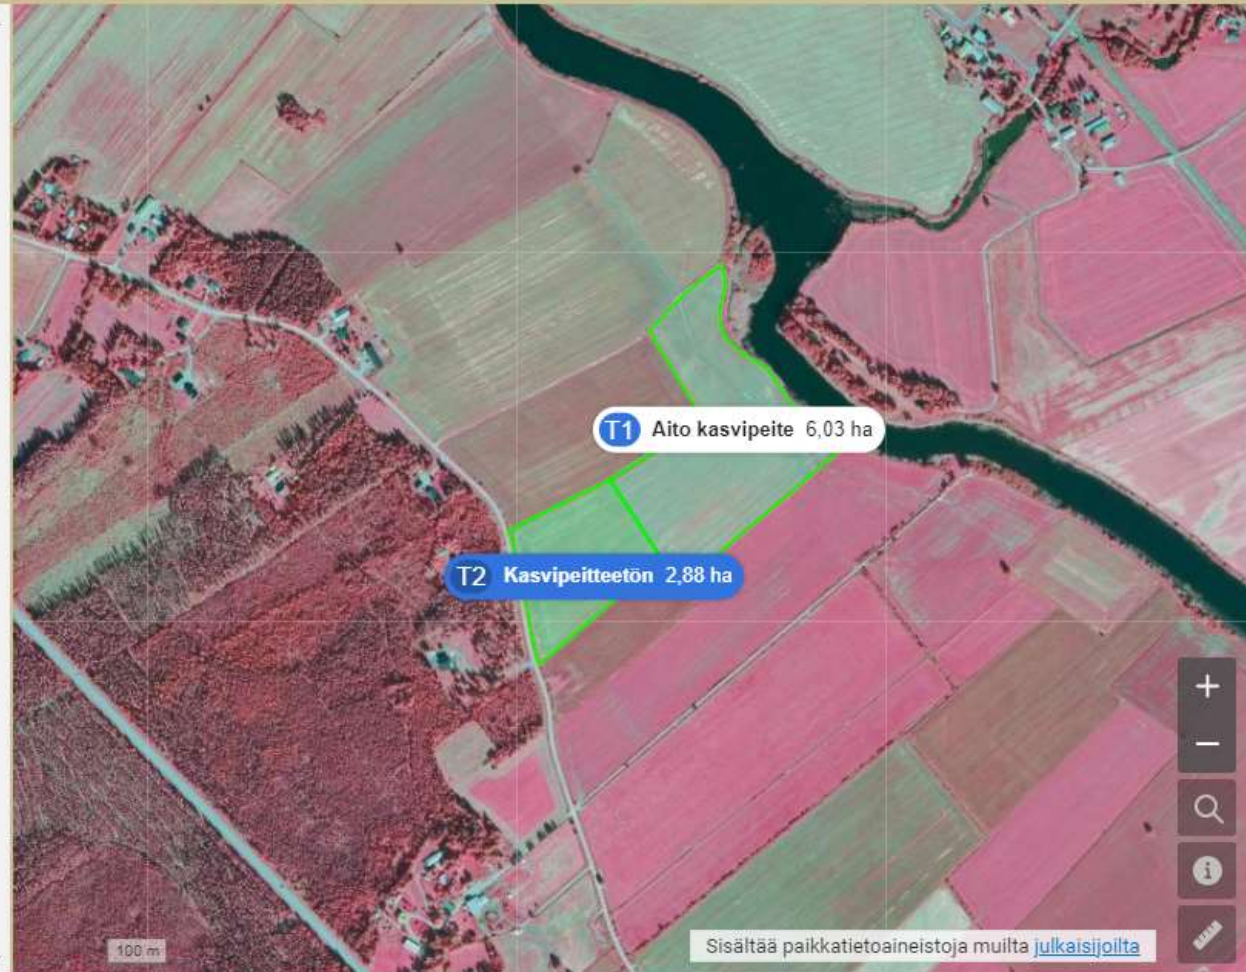 T1 Aito kasvipeite 6,03 ha
T2 Kasvipeitteetön 2,88 ha
100 m
Sisältää paikkatietoaineistoja muilta julkaisijoilta